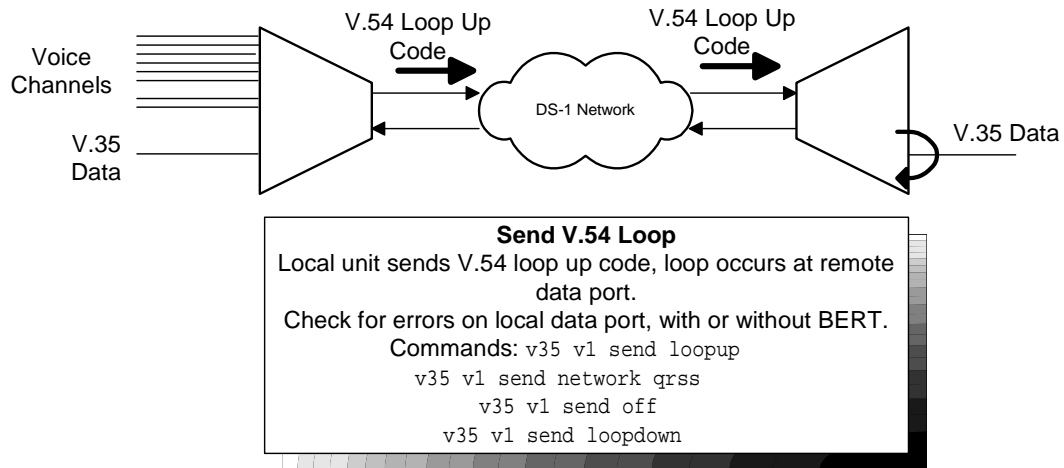 V.54 Loop Up
Code
V.54 Loop Up
Code
Voice
Channels
DS-1 Network
V.35
Data
V.35 Data
Send V.54 Loop
Local unit sends V.54 loop up code, loop occurs at remote
data port.
Check for errors on local data port, with or without BERT.
Commands: v35 v1 send loopup
v35 v1 send network qrss
v35 v1 send off
v35 v1 send loopdown